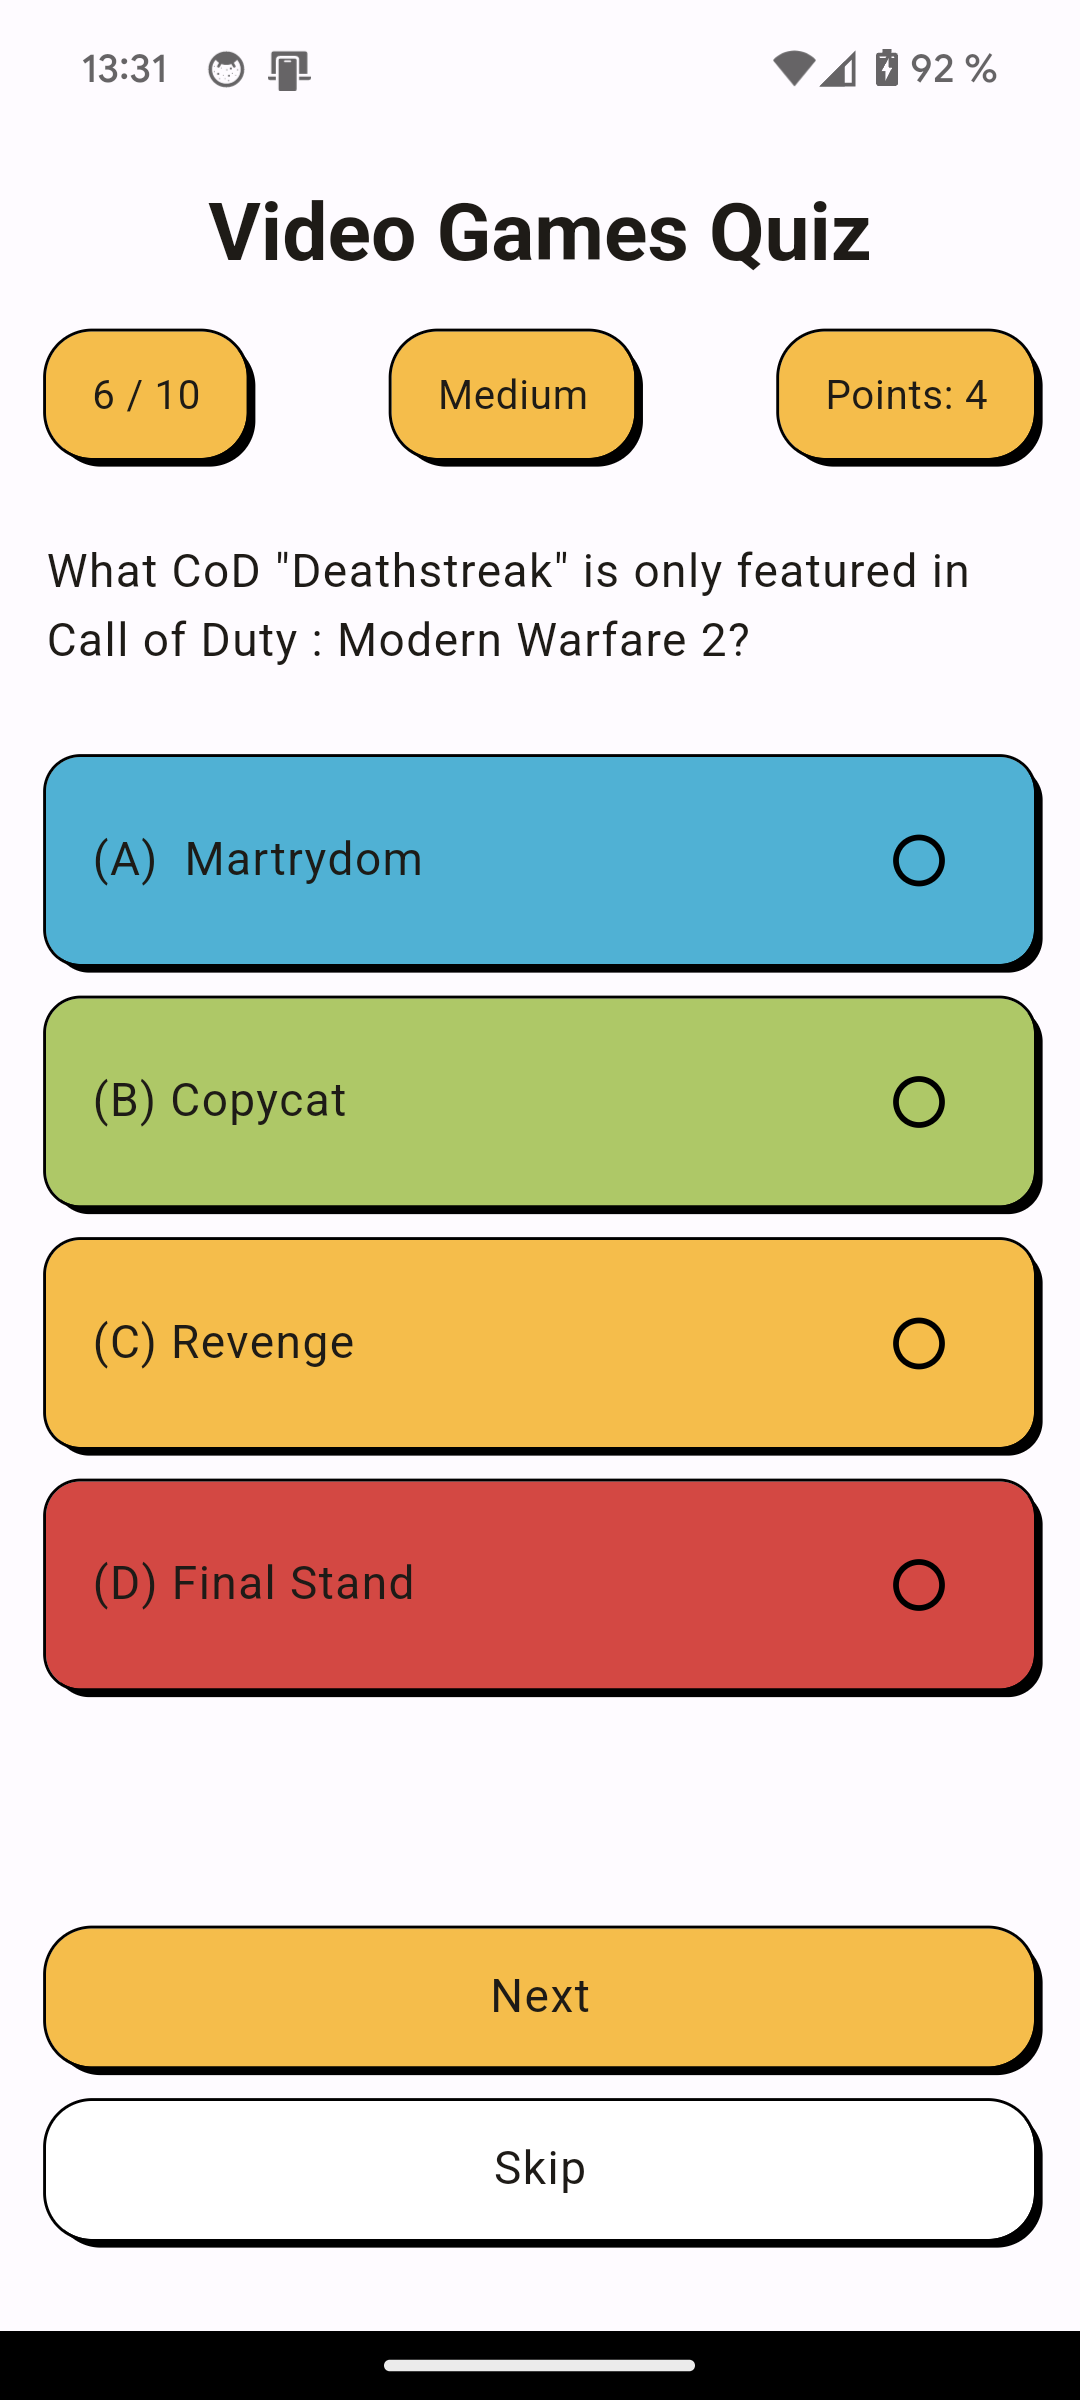 13:31
92 %
Video Games Quiz
6 / 10
Medium
Points: 4
What CoD "Deathstreak" is only featured in
Call of Duty : Modern Warfare 2?
(A)  Martrydom
(B) Copycat
(C) Revenge
(D) Final Stand
Next
Skip